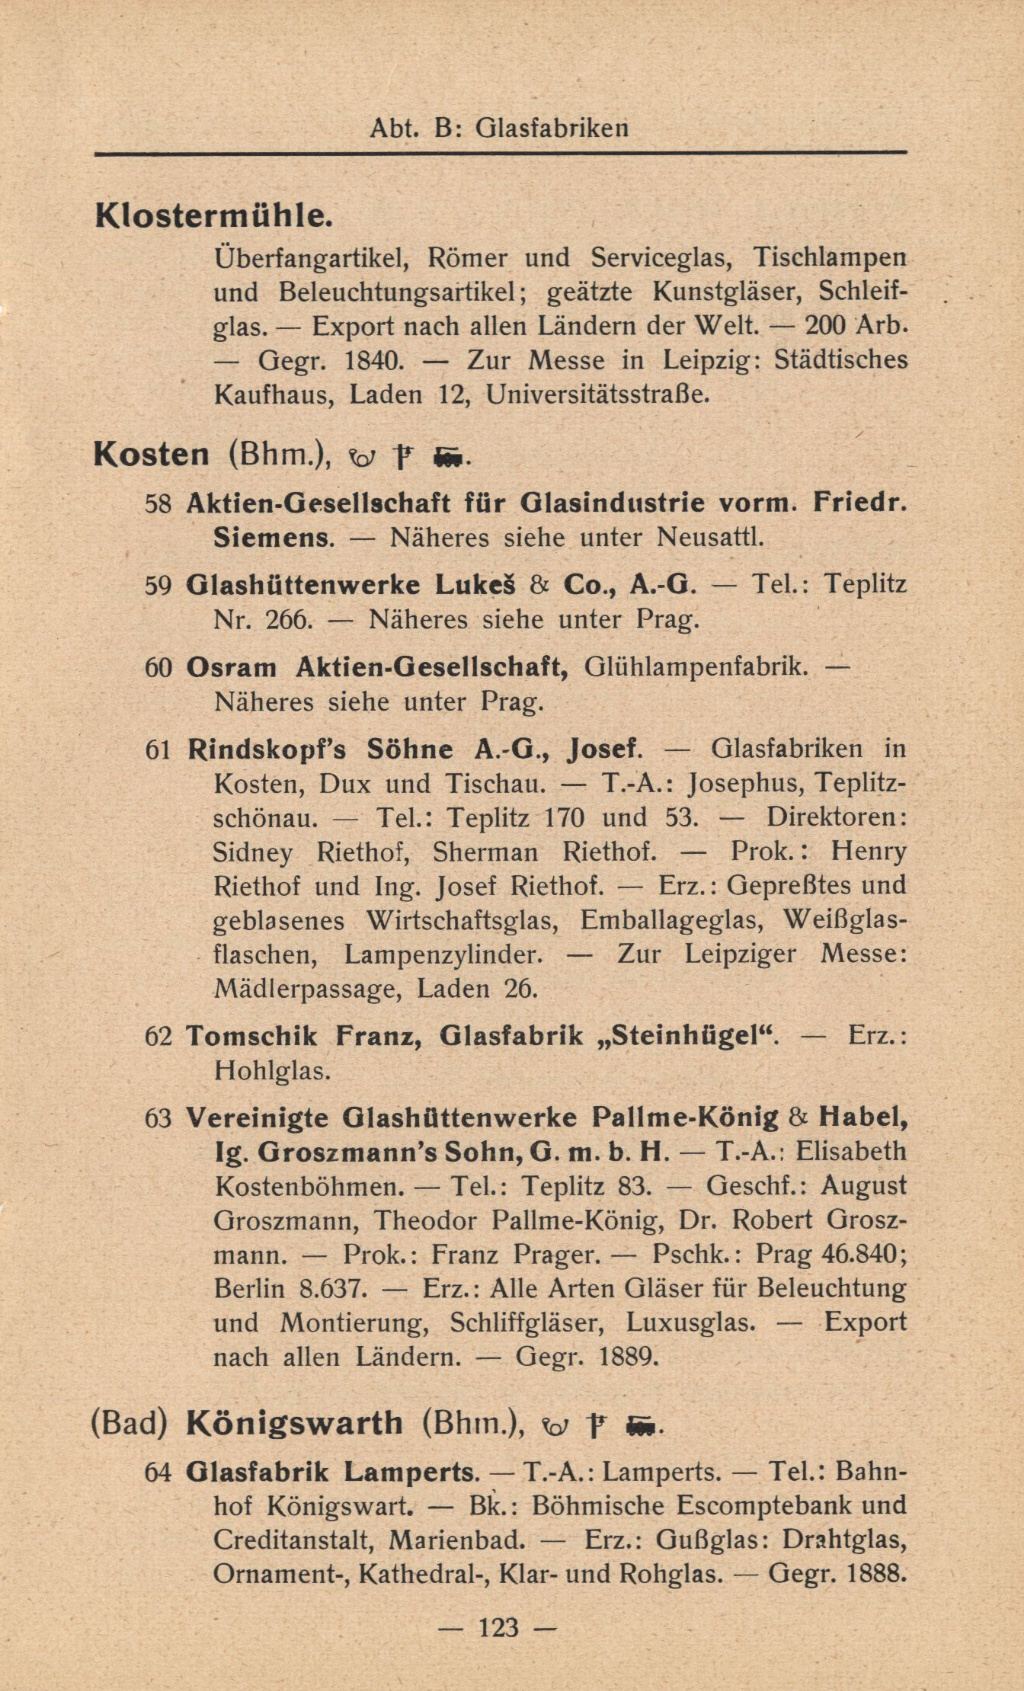 Abt. B: Glasfabriken
Klostermühle.
Überfangartikel, Römer und Serviceglas, Tischlampen
und Beleuchtungsartikel; geätzte Kunstgläser, Schleif-
glas. — Export nach allen Ländern der Welt. — 200 Arb.
— Gegr. 1840. — Zur Messe in Leipzig: Städtisches
Kaufhaus, Laden 12, Universitätsstraße.
Kosten (Bhm.),
58 Aktien-Gesellschaft für Glasindustrie vorm. Friedr.
Siemens. — Näheres siehe unter Neusattl.
59 Glashüttenwerke Lukeš & Co., A.-G. — Tel.: Teplitz
Nr. 266. — Näheres siehe unter Prag.
60 Osram Aktien-Gesellschaft, Glühlampenfabrik. —
Näheres siehe unter Prag.
61 Rindskopf's Söhne A.-G., Josef. — Glasfabriken in
Kosten, Dux und Tischau. — T.-A.: Josephus, Teplitz-
schönau. — Tel.: Teplitz 170 und 53. — Direktoren:
Sidney Riethof, Sherman Riethof. — Prok.: Henry
Riethof und Ing. Josef Riethof. — Erz.: Gepreßtes und
geblasenes Wirtschaftsglas, Emballageglas, Weißglas-
flaschen, Lampenzylinder. — Zur Leipziger Messe:
Mädlerpassage, Laden 26.
62 Tomschik Franz, Glasfabrik „Steinhügel“. — Erz.:
Hohlglas.
63 Vereinigte Glashüttenwerke Pallme-König & Habel,
Ig. Groszmann's Sohn, G. m. b. H. — T.-A.: Elisabeth
Kostenböhmen. — Tel.: Teplitz 83. — Geschf.: August
Groszmann, Theodor Pallme-König, Dr. Robert Grosz-
mann. — Prok.: Franz Prager. — Pschk.: Prag 46.840;
Berlin 8.637. — Erz.: Alle Arten Gläser für Beleuchtung
und Montierung, Schliffgläser, Luxusglas. — Export
nach allen Ländern. — Gegr. 1889.
(Bad) Königswarth (Bhm.),
64 Glasfabrik Lamperts. — T.-A.: Lamperts. — Tel.: Bahn-
hof Königswart. — Bk.: Böhmische Escomptebank und
Creditanstalt, Marienbad. — Erz.: Gußglas: Drahtglas,
Ornament-, Kathedral-, Klar- und Rohglas. — Gegr. 1888.
— 123 —